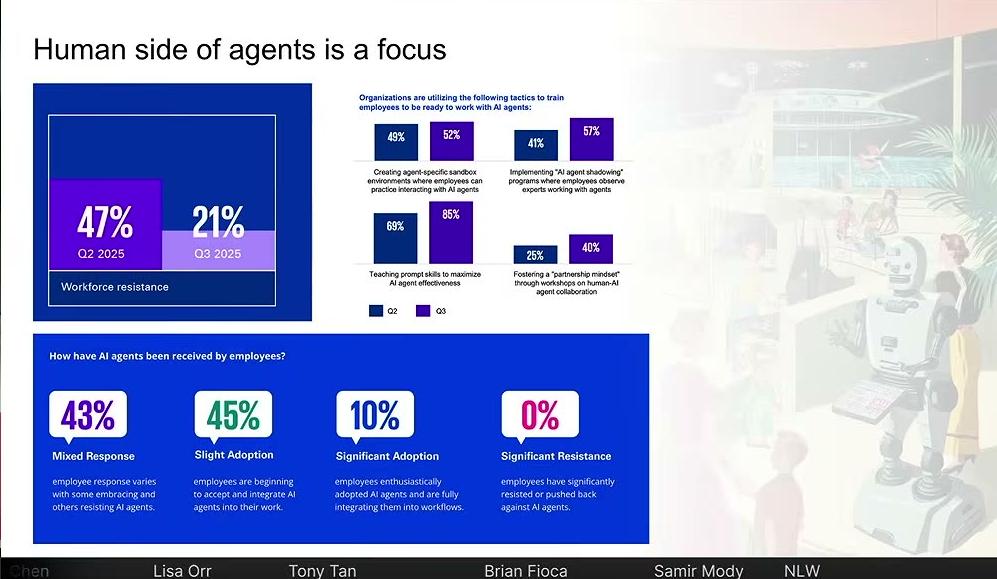 Human side of agents is a focus
47%
Q2 2025
21%
Q3 2025
Workforce resistance
Organizations are utilizing the following tactics to train
employees to be ready to work with AI agents:
49%
52%
Creating agent-specific sandbox
environments where employees can
practice interacting with AI agents
41%
57%
Implementing "AI agent shadowing"
programs where employees observe
experts working with agents
69%
85%
Teaching prompt skills to maximize
AI agent effectiveness
25%
40%
Fostering a "partnership mindset"
through workshops on human-AI
agent collaboration
Q2
Q3
How have AI agents been received by employees?
43%
Mixed Response
employee response varies
with some embracing and
others resisting AI agents.
45%
Slight Adoption
employees are beginning
to accept and integrate AI
agents into their work.
10%
Significant Adoption
employees enthusiastically
adopted AI agents and are fully
integrating them into workflows.
0%
Significant Resistance
employees have significantly
resisted or pushed back
against AI agents.
Chen
Lisa Orr
Tony Tan
Brian Fioca
Samir Mody
NLW